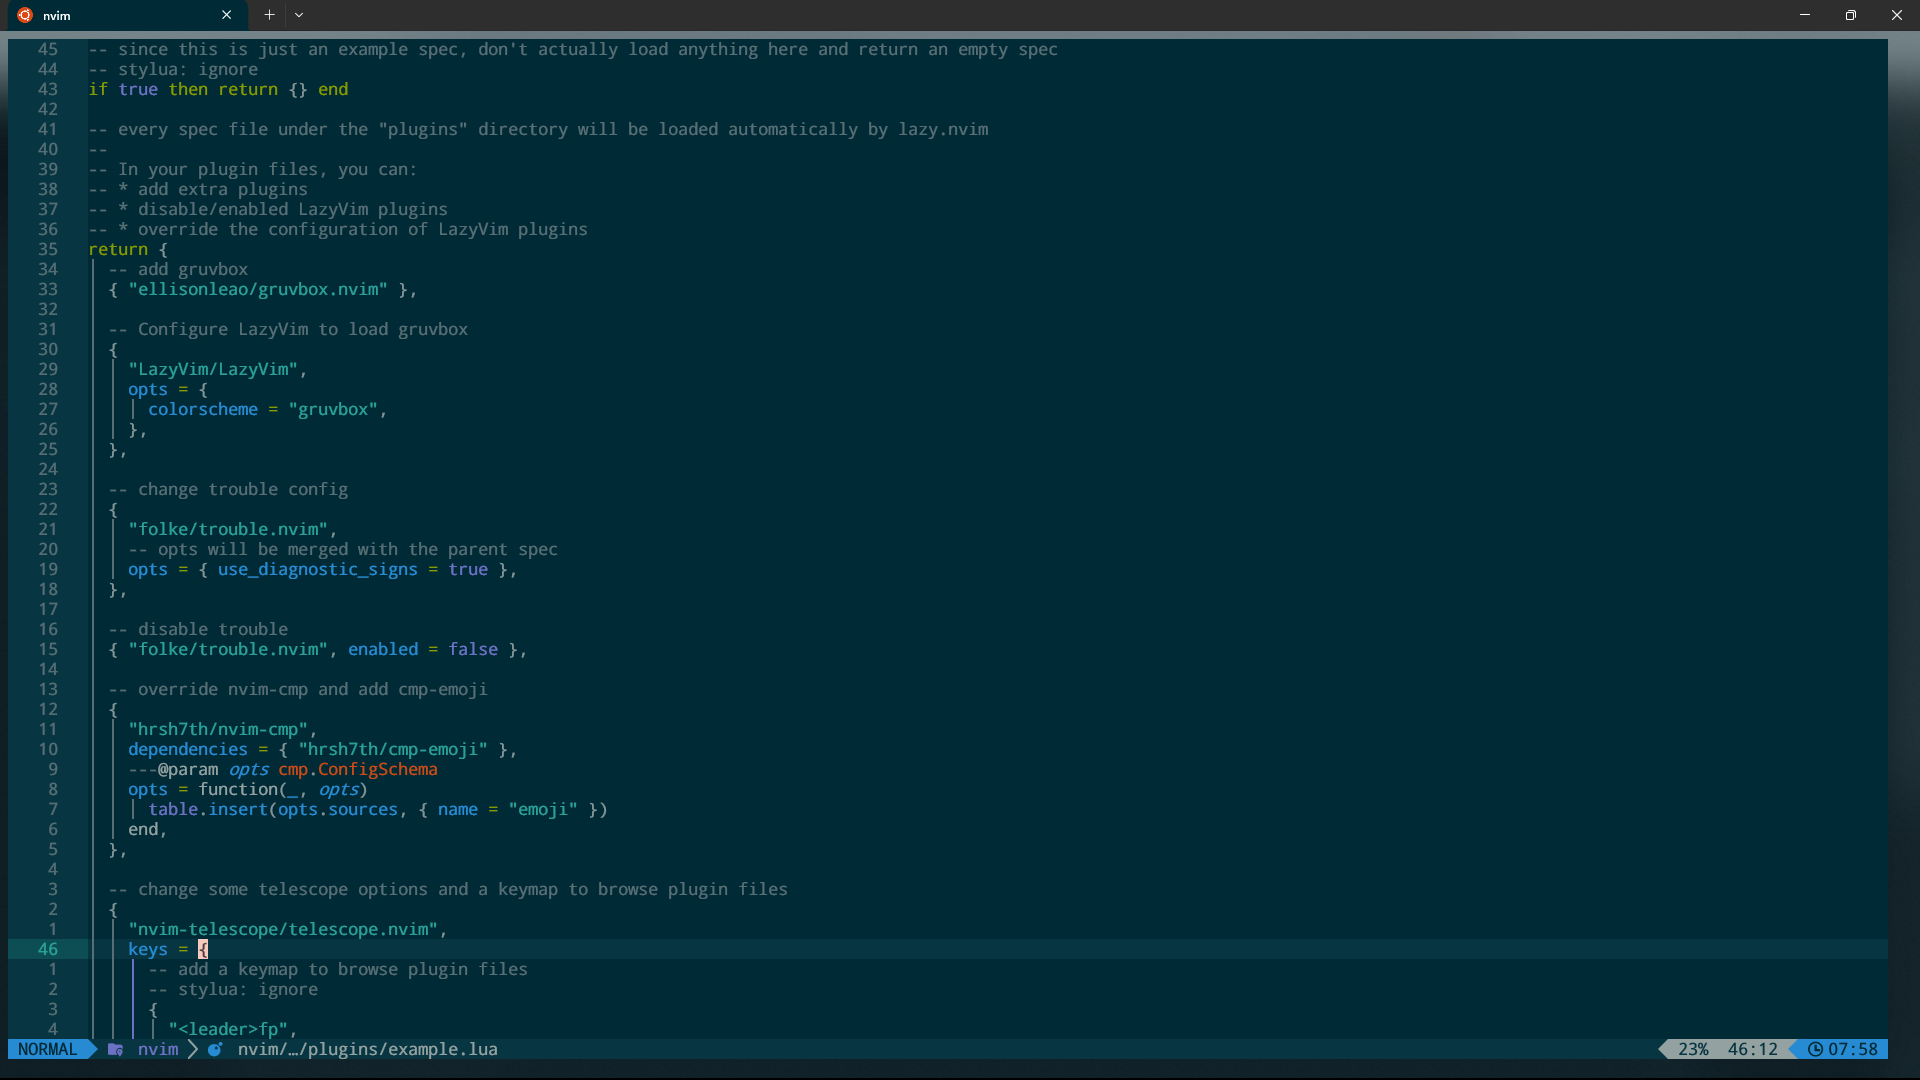 nvim
45 -- since this is just an example spec, don't actually load anything here and return an empty spec
44 -- stylua: ignore
43 if true then return {} end
42
41 -- every spec file under the "plugins" directory will be loaded automatically by lazy.nvim
40 --
39 -- In your plugin files, you can:
38 -- * add extra plugins
37 -- * disable/enabled LazyVim plugins
36 -- * override the configuration of LazyVim plugins
35 return {
34 -- add gruvbox
33 { "ellisonleao/gruvbox.nvim" },
32
31 -- Configure LazyVim to load gruvbox
30 {
29 "LazyVim/LazyVim",
28 opts = {
27 colorscheme = "gruvbox",
26 },
25 },
24
23 -- change trouble config
22 {
21 "folke/trouble.nvim",
20 -- opts will be merged with the parent spec
19 opts = { use_diagnostic_signs = true },
18 },
17
16 -- disable trouble
15 { "folke/trouble.nvim", enabled = false },
14
13 -- override nvim-cmp and add cmp-emoji
12 {
11 "hrsh7th/nvim-cmp",
10 dependencies = { "hrsh7th/cmp-emoji" },
9 ---@param opts cmp.ConfigSchema
8 opts = function(_, opts)
7 table.insert(opts.sources, { name = "emoji" })
6 end,
5 },
4
3 -- change some telescope options and a keymap to browse plugin files
2 {
1 "nvim-telescope/telescope.nvim",
46 keys = {
1 -- add a keymap to browse plugin files
2 -- stylua: ignore
3 {
4 "<leader>fp",
NORMAL nvim nvim/…/plugins/example.lua 23% 46:12 07:58